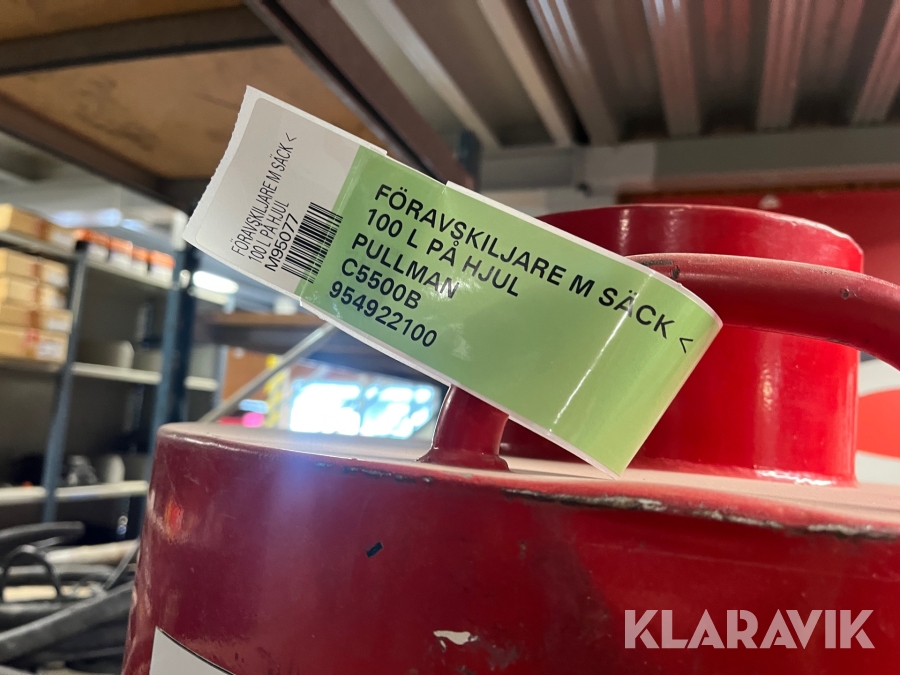 FÖRAVSKILJARE M SÄCK <
100 L PÅ HJUL
M95077
FÖRAVSKILJARE M SÄCK <
100 L PÅ HJUL
PULLMAN
C5500B
954922100
KLARAVIK